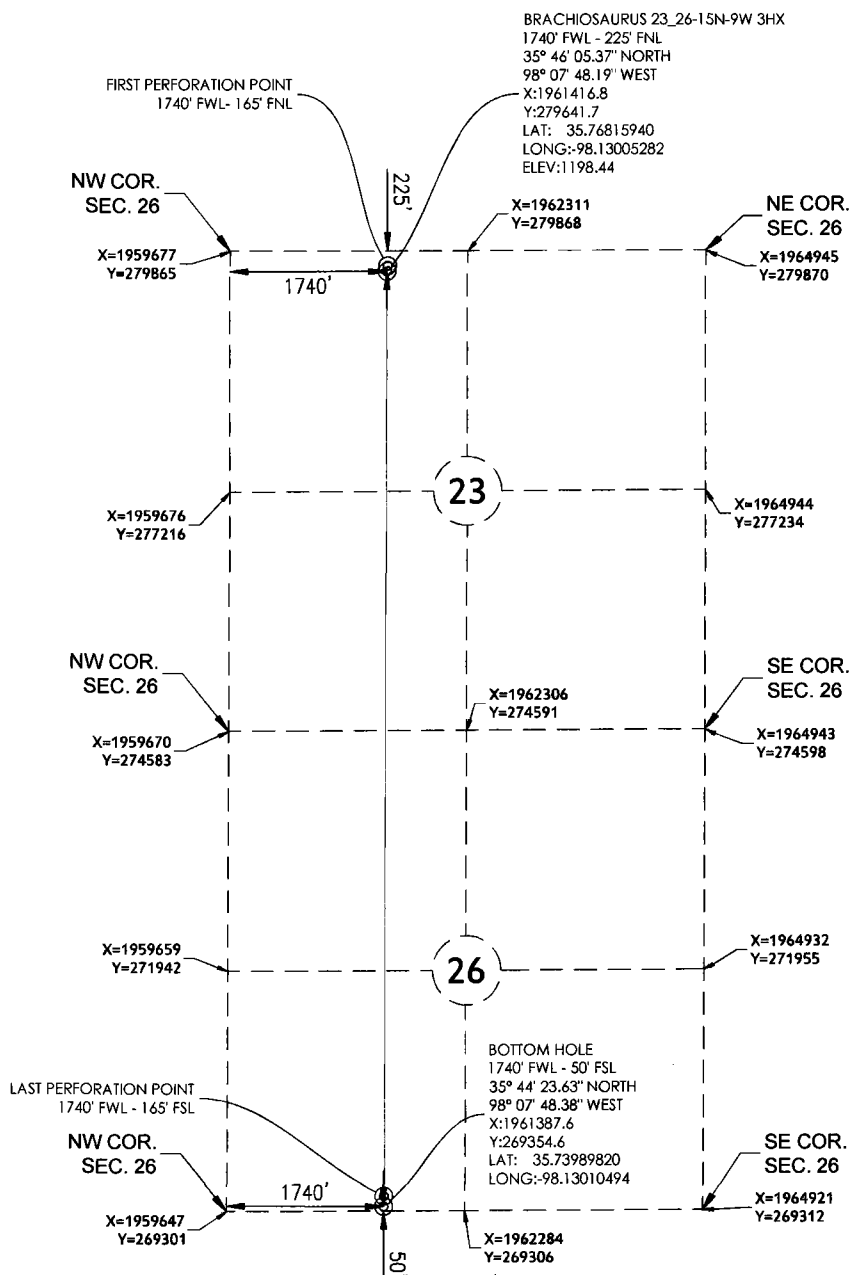 BRACHIOSAURUS 23_26-15N-9W 3HX
1740' FWL - 225' FNL
35° 46' 05.37" NORTH
98° 07' 48.19" WEST
X:1961416.8
Y:279641.7
LAT: 35.76815940
LONG:-98.13005282
ELEV:1198.44
FIRST PERFORATION POINT
1740' FWL- 165' FNL
225'
NW COR.
SEC. 26
X=1959677
Y=279865
X=1962311
Y=279868
NE COR.
SEC. 26
X=1964945
Y=279870
1740'
23
X=1959676
Y=277216
X=1964944
Y=277234
NW COR.
SEC. 26
X=1959670
Y=274583
X=1962306
Y=274591
SE COR.
SEC. 26
X=1964943
Y=274598
X=1959659
Y=271942
26
X=1964932
Y=271955
BOTTOM HOLE
1740' FWL - 50' FSL
35° 44' 23.63" NORTH
98° 07' 48.38" WEST
X:1961387.6
Y:269354.6
LAT: 35.73989820
LONG:-98.13010494
LAST PERFORATION POINT
1740' FWL - 165' FSL
NW COR.
SEC. 26
X=1959647
Y=269301
1740'
SE COR.
SEC. 26
X=1964921
Y=269312
X=1962284
Y=269306
50'